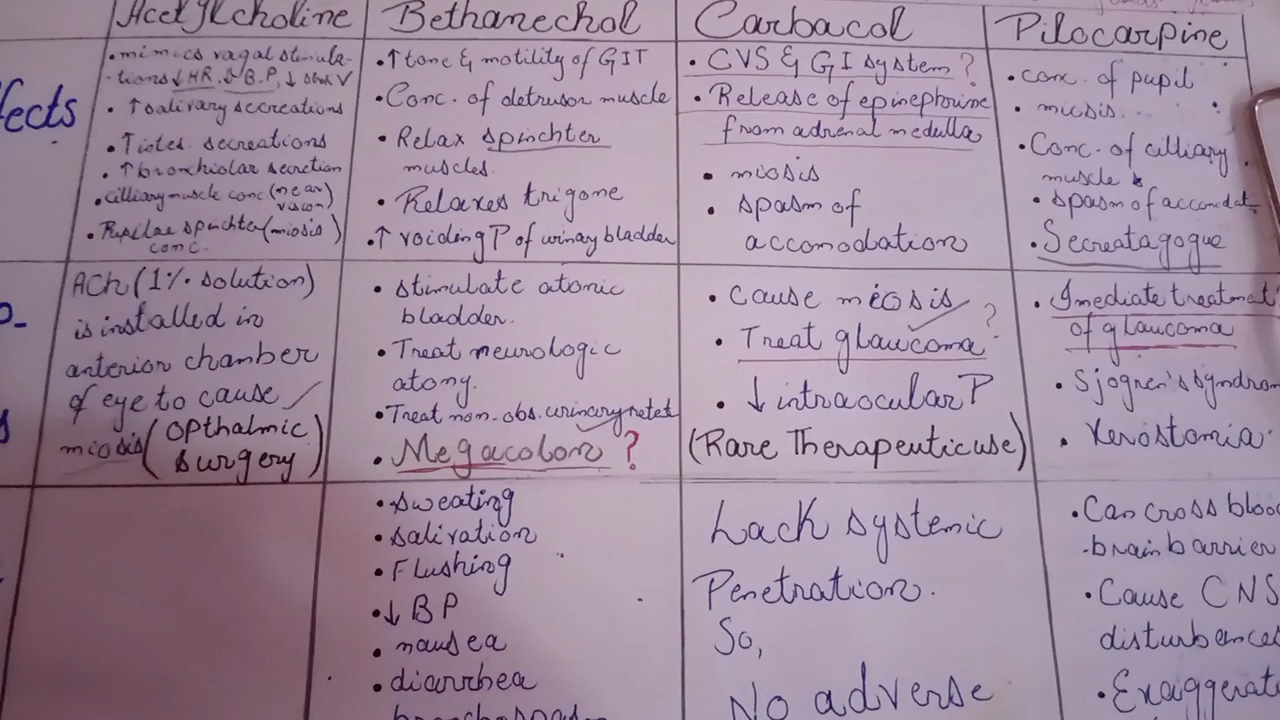 Acetylcholine
Bethanechol
Carbacol
Pilocarpine
fects
• mimics vagal stimula-
-tions ↓ HR, & B.P, ↓ V
• ↑ salivary secreations
• ↑ intes. secreations
• ↑ bronchiolar secretion
• cilliary muscle conc (near
vision)
• Pupilae spinchter (miosis)
conc.
• ↑ tone & motility of GIT
• Conc. of detrusor muscle
• Relax spinchter
muscles.
• Relaxes trigone
• ↑ voiding P of urinary bladder
• CVS & GI system?
• Release of epinephrine
from adrenal medulla
• miosis
• spasm of
accomodation
• conc. of pupil
• miosis..
• Conc. of cilliary
muscle
• spasm of accomdat
• Secreatagogue
ACh (1% solution)
is installed in
anterior chamber
of eye to cause
miosis (opthalmic
surgery)
• stimulate atonic
bladder.
• Treat neurologic
atony.
• Treat non-obs. urinary retet
• Megacolon ?
• Cause miosis
• Treat glaucoma ?
• ↓ intraocular P
(Rare Therapeutic use)
• Imediate treatment
of glaucoma
• Sjogren's syndrom
• Xerostomia
• Sweating
• salivation
• Flushing
• ↓ BP
• nausea
• diarrhea
bronchospas
Lack systemic
Penetration.
So,
No adverse
• Can cross blood
brain barrier
• Cause CNS
disturbences
• Exaggerat